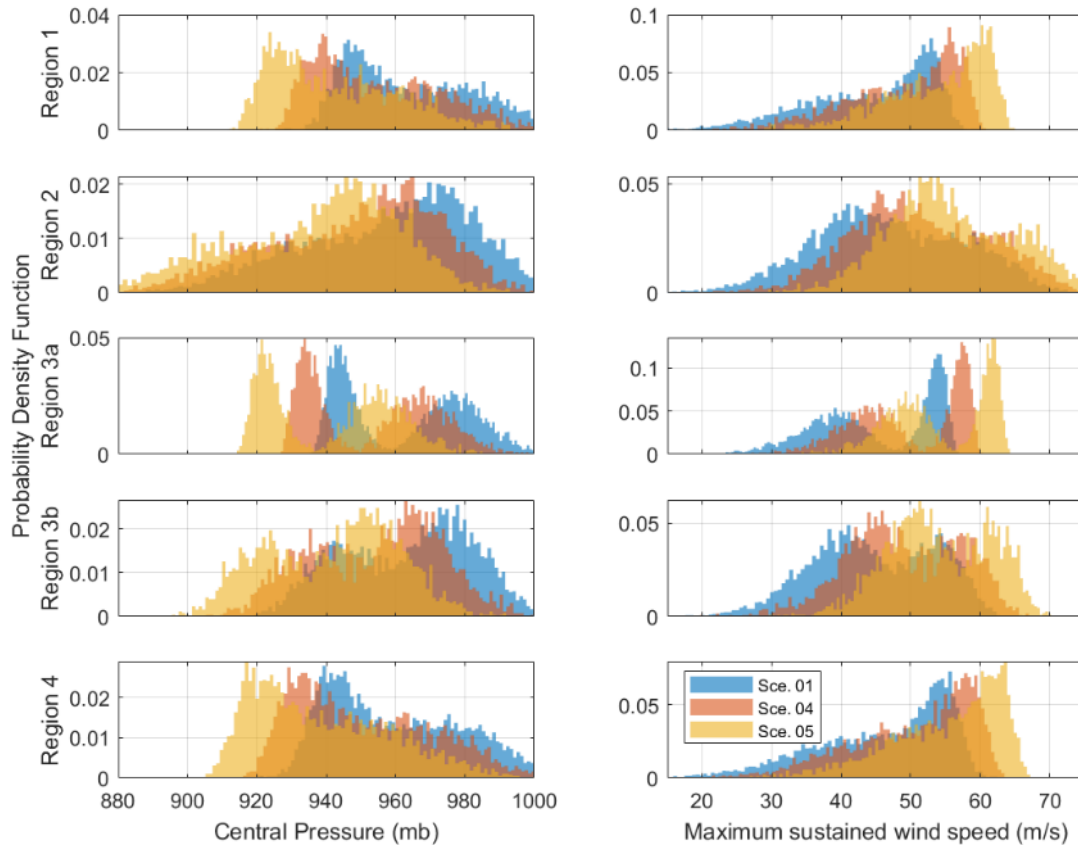 Probability Density Function
Region 1
0.04
0.02
0
0.1
0.05
0
Region 2
0.02
0.01
0
0.05
0
Region 3a
0.05
0
0.1
0.05
0
Region 3b
0.02
0.01
0
0.05
0
Region 4
0.02
0.01
0
0.05
0
Sce. 01
Sce. 04
Sce. 05
880 900 920 940 960 980 1000
20 30 40 50 60 70
Central Pressure (mb)
Maximum sustained wind speed (m/s)